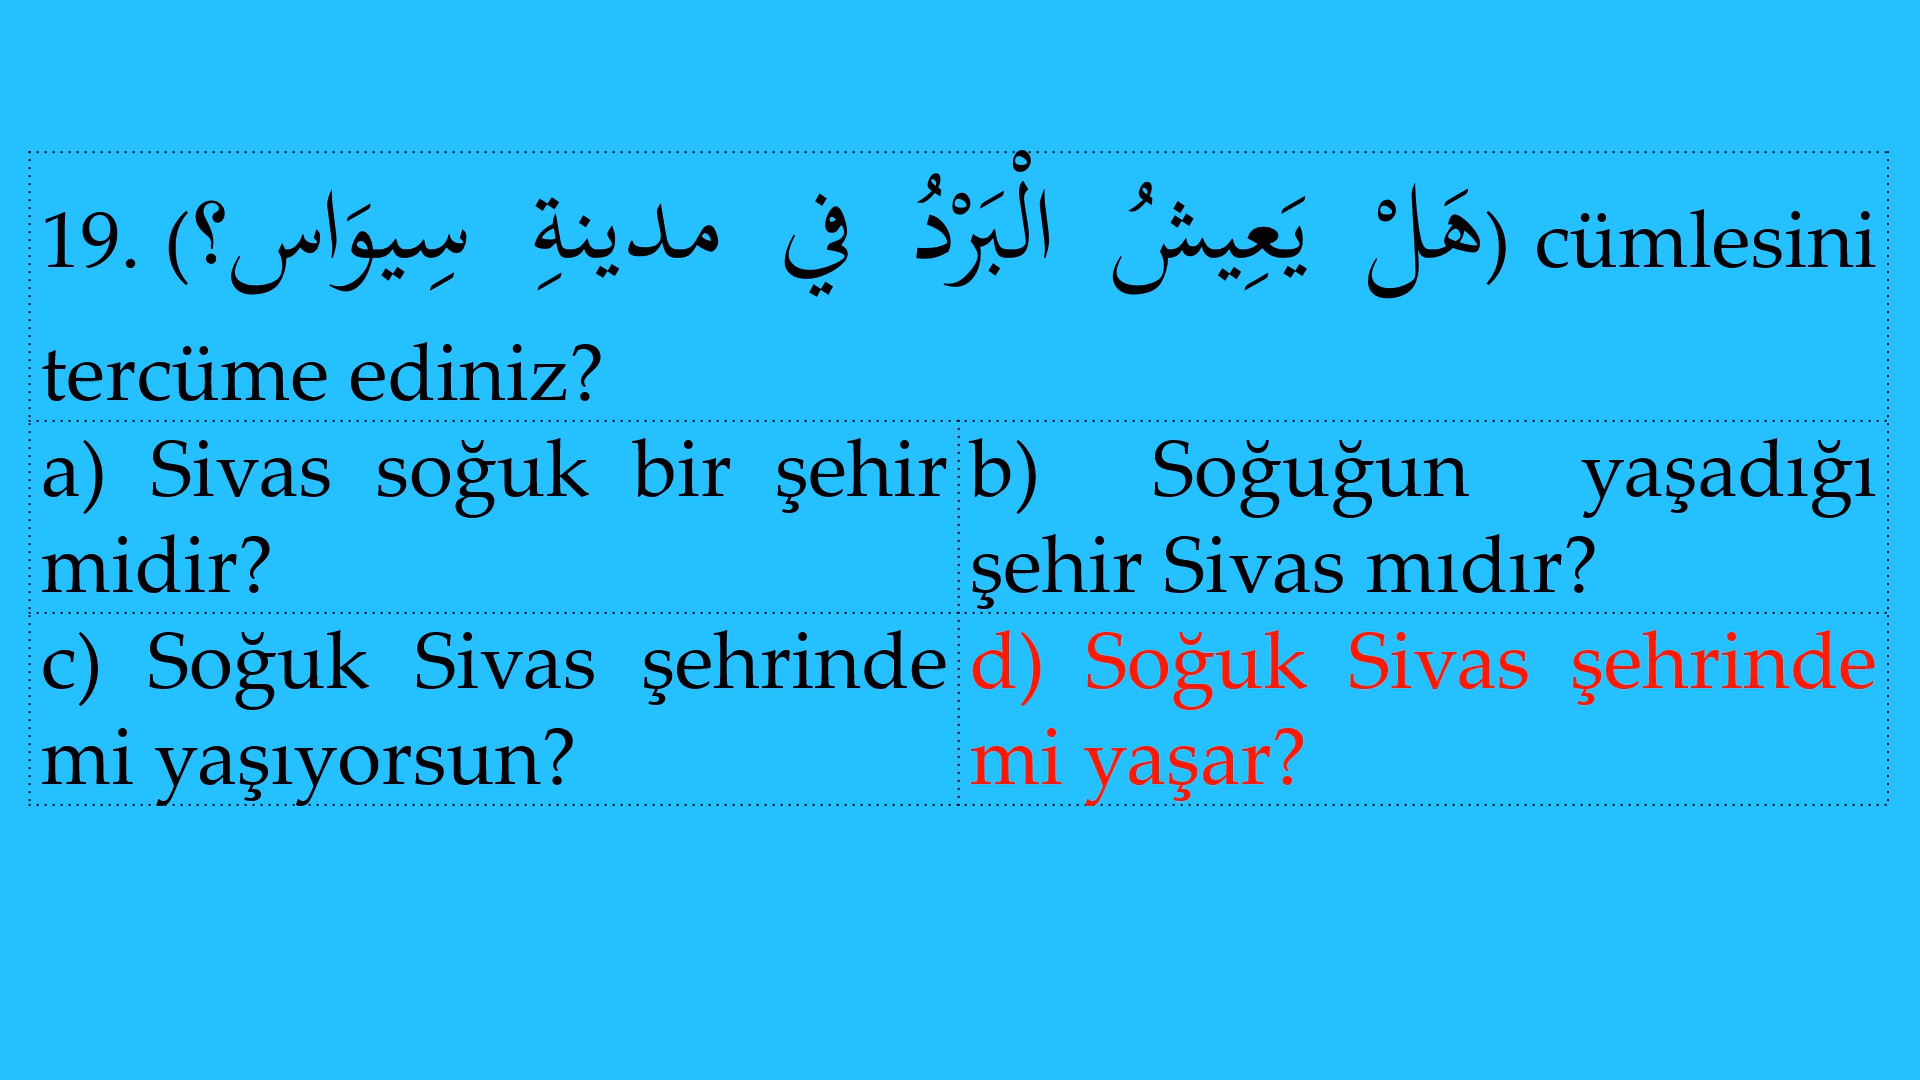 19. (هَلْ يَعِيشُ الْبَرْدُ في مدينةِ سِيوَاس؟) cümlesini
tercüme ediniz?
a) Sivas soğuk bir şehir
midir?
b) Soğuğun yaşadığı
şehir Sivas mıdır?
c) Soğuk Sivas şehrinde
mi yaşıyorsun?
d) Soğuk Sivas şehrinde
mi yaşar?